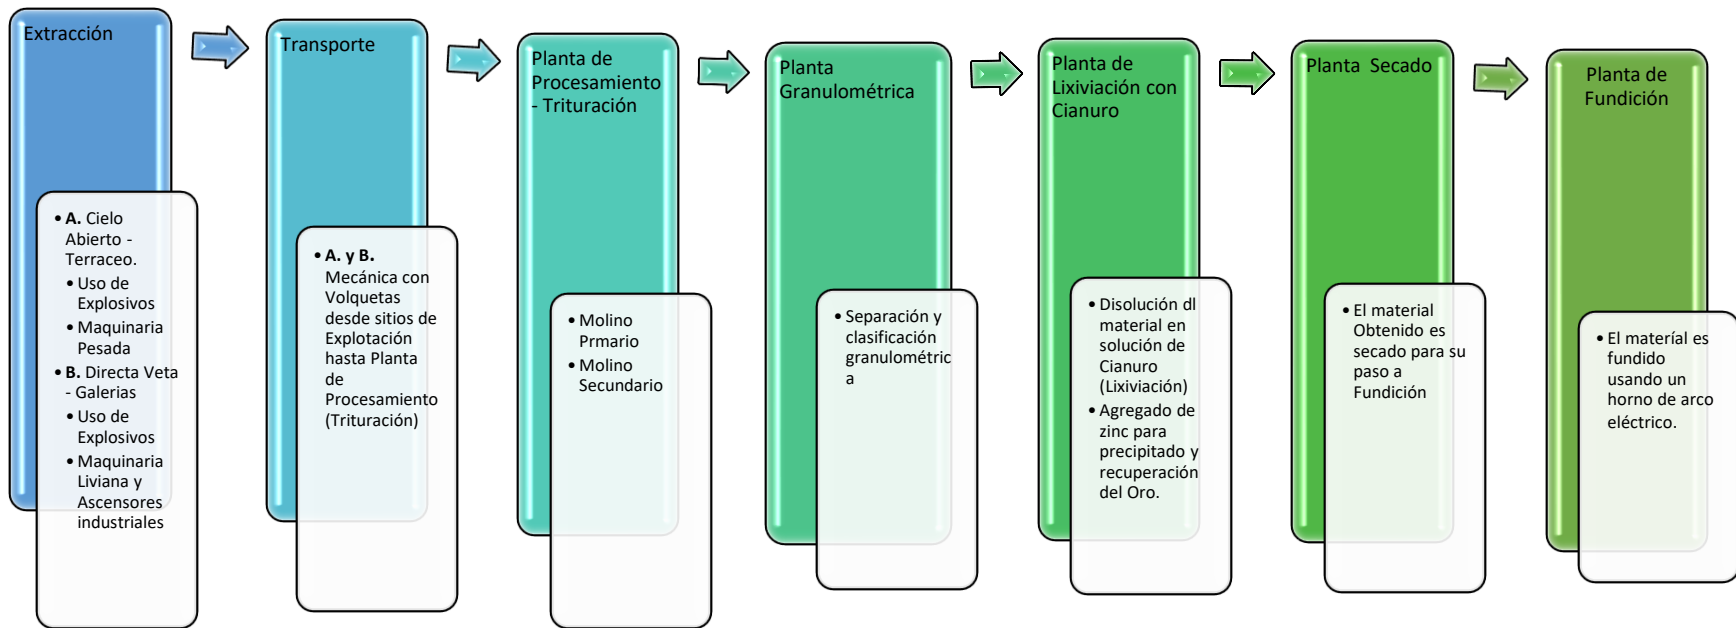 Extracción
• A. Cielo
Abierto -
Terraceo.
• Uso de
Explosivos
• Maquinaria
Pesada
• B. Directa Veta
- Galerias
• Uso de
Explosivos
• Maquinaria
Liviana y
Ascensores
industriales
Transporte
• A. y B.
Mecánica con
Volquetas
desde sitios de
Explotación
hasta Planta
de
Procesamiento
(Trituración)
Planta de
Procesamiento
- Trituración
• Molino
Prmario
• Molino
Secundario
Planta
Granulométrica
• Separación y
clasificación
granulométric
a
Planta de
Lixiviación con
Cianuro
• Disolución dl
material en
solución de
Cianuro
(Lixiviación)
• Agregado de
zinc para
precipitado y
recuperación
del Oro.
Planta Secado
• El material
Obtenido es
secado para su
paso a
Fundición
Planta de
Fundición
• El materíal es
fundido
usando un
horno de arco
eléctrico.